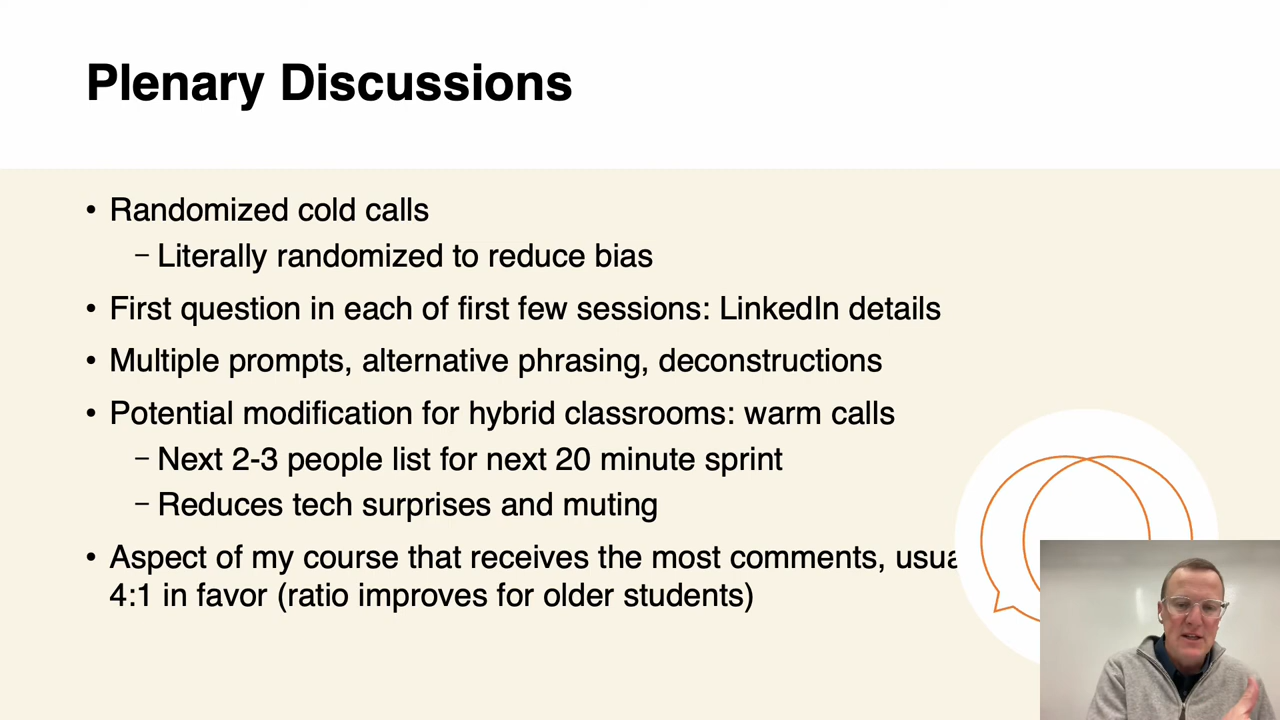 Plenary Discussions
• Randomized cold calls
– Literally randomized to reduce bias
• First question in each of first few sessions: LinkedIn details
• Multiple prompts, alternative phrasing, deconstructions
• Potential modification for hybrid classrooms: warm calls
– Next 2-3 people list for next 20 minute sprint
– Reduces tech surprises and muting
• Aspect of my course that receives the most comments,
4:1 in favor (ratio improves for older students)